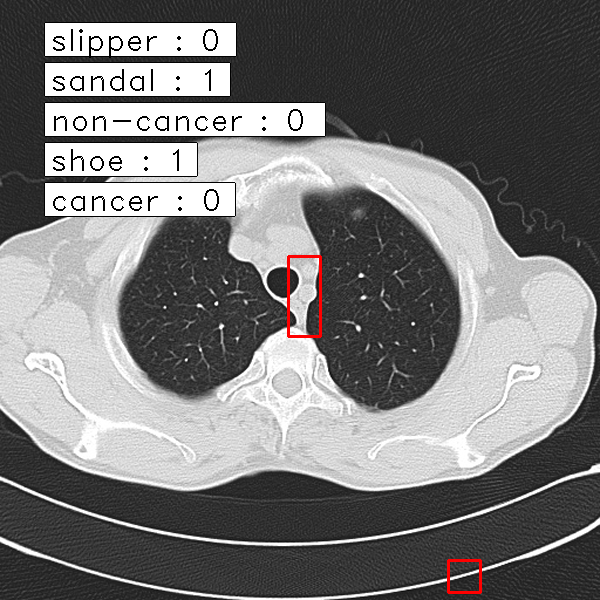 slipper : 0
sandal : 1
non-cancer : 0
shoe : 1
cancer : 0